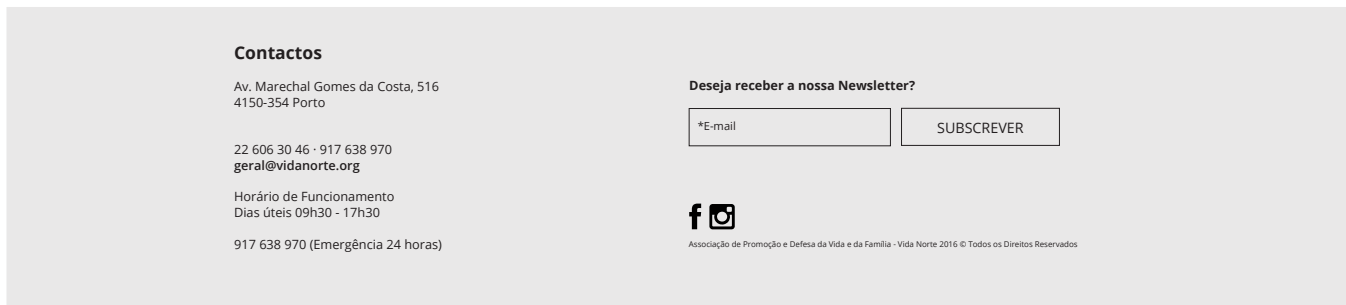 Contactos
Av. Marechal Gomes da Costa, 516
4150-354 Porto
22 606 30 46 · 917 638 970
geral@vidanorte.org
Horário de Funcionamento
Dias úteis 09h30 - 17h30
917 638 970 (Emergência 24 horas)
Deseja receber a nossa Newsletter?
*E-mail
SUBSCREVER
Associação de Promoção e Defesa da Vida e da Família - Vida Norte 2016 © Todos os Direitos Reservados